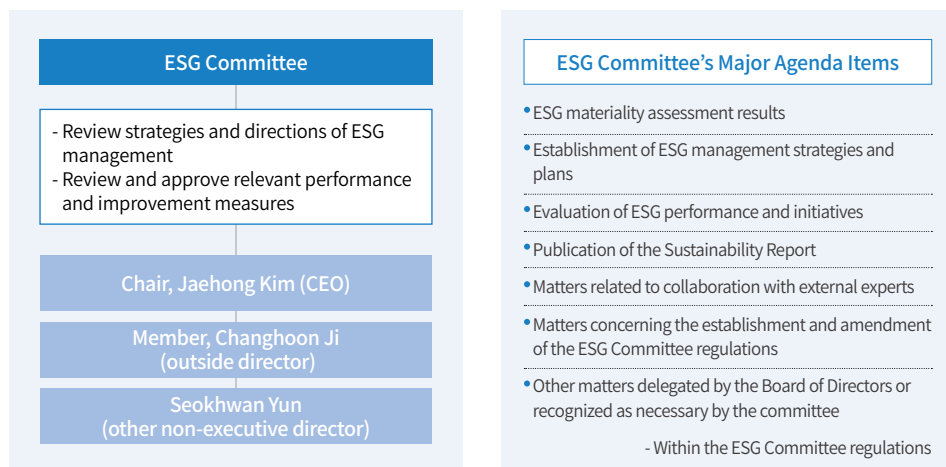 ESG Committee
- Review strategies and directions of ESG
management
- Review and approve relevant performance
and improvement measures
Chair, Jaehong Kim (CEO)
Member, Changhoon Ji
(outside director)
Seokhwan Yun
(other non-executive director)
ESG Committee’s Major Agenda Items
• ESG materiality assessment results
• Establishment of ESG management strategies and
plans
• Evaluation of ESG performance and initiatives
• Publication of the Sustainability Report
• Matters related to collaboration with external experts
• Matters concerning the establishment and amendment
of the ESG Committee regulations
• Other matters delegated by the Board of Directors or
recognized as necessary by the committee
- Within the ESG Committee regulations